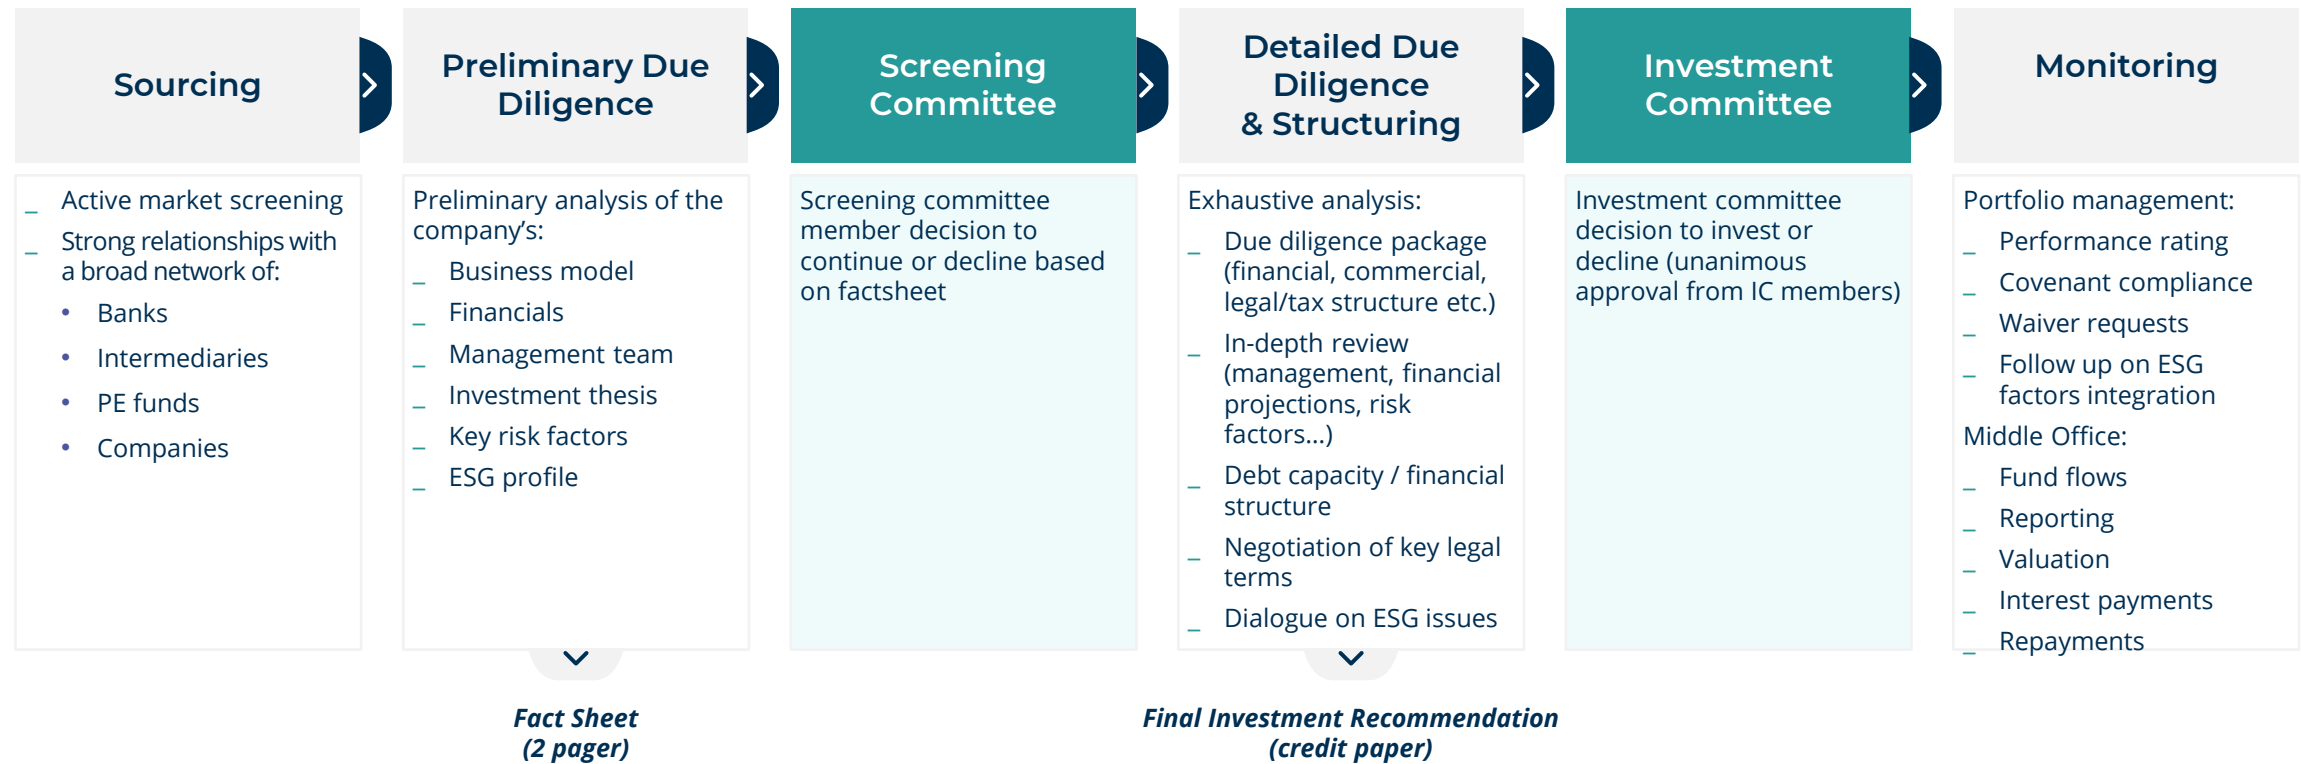 Sourcing
_ Active market screening
_ Strong relationships with
a broad network of:
• Banks
• Intermediaries
• PE funds
• Companies
Preliminary Due
Diligence
Preliminary analysis of the
company’s:
_ Business model
_ Financials
_ Management team
_ Investment thesis
_ Key risk factors
_ ESG profile
Fact Sheet
(2 pager)
Screening
Committee
Screening committee
member decision to
continue or decline based
on factsheet
Detailed Due
Diligence
& Structuring
Exhaustive analysis:
_ Due diligence package
(financial, commercial,
legal/tax structure etc.)
_ In-depth review
(management, financial
projections, risk
factors…)
_ Debt capacity / financial
structure
_ Negotiation of key legal
terms
_ Dialogue on ESG issues
Final Investment Recommendation
(credit paper)
Investment
Committee
Investment committee
decision to invest or
decline (unanimous
approval from IC members)
Monitoring
Portfolio management:
_ Performance rating
_ Covenant compliance
_ Waiver requests
_ Follow up on ESG
factors integration
Middle Office:
_ Fund flows
_ Reporting
_ Valuation
_ Interest payments
_ Repayments